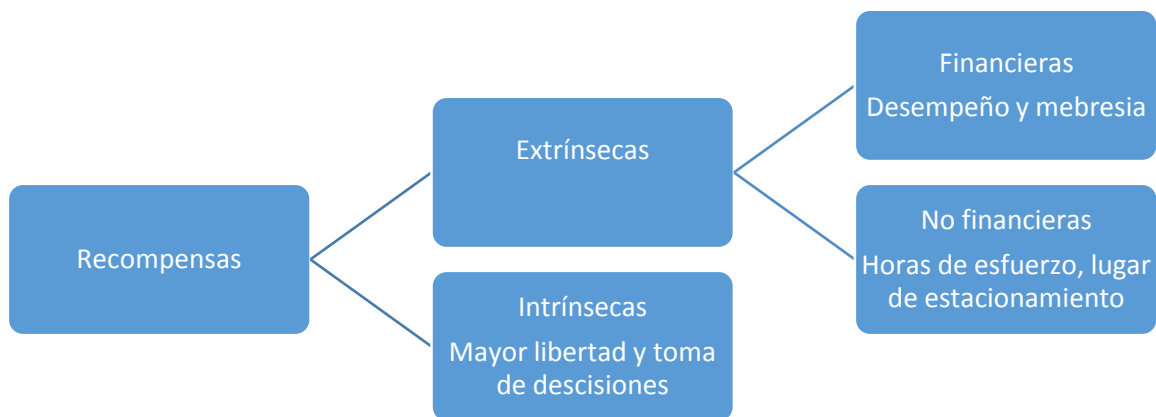 Recompensas
Extrínsecas
Intrínsecas
Mayor libertad y toma
de descisiones
Financieras
Desempeño y mebresia
No financieras
Horas de esfuerzo, lugar
de estacionamiento